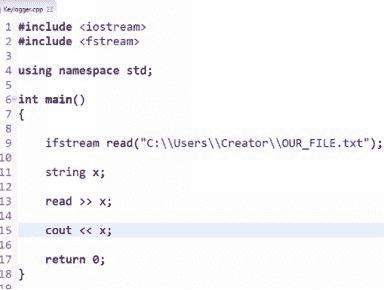 Keylogger.cpp
1 #include <iostream>
2 #include <fstream>
3
4 using namespace std;
5
6 int main()
7 {
8
9 ifstream read("C:\\Users\\Creator\\OUR_FILE.txt");
10
11 string x;
12
13 read >> x;
14
15 cout << x;
16
17 return 0;
18 }
19